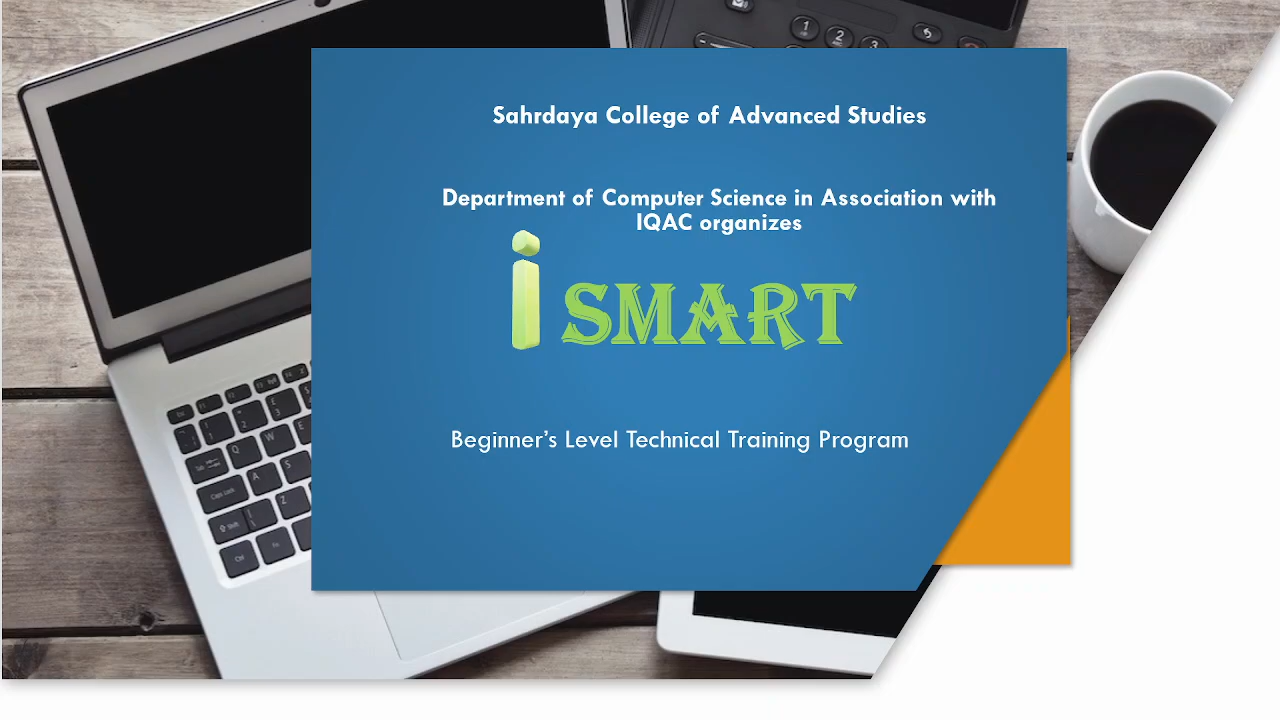 Sahrdaya College of Advanced Studies
Department of Computer Science in Association with
IQAC organizes
i SMART
Beginner’s Level Technical Training Program